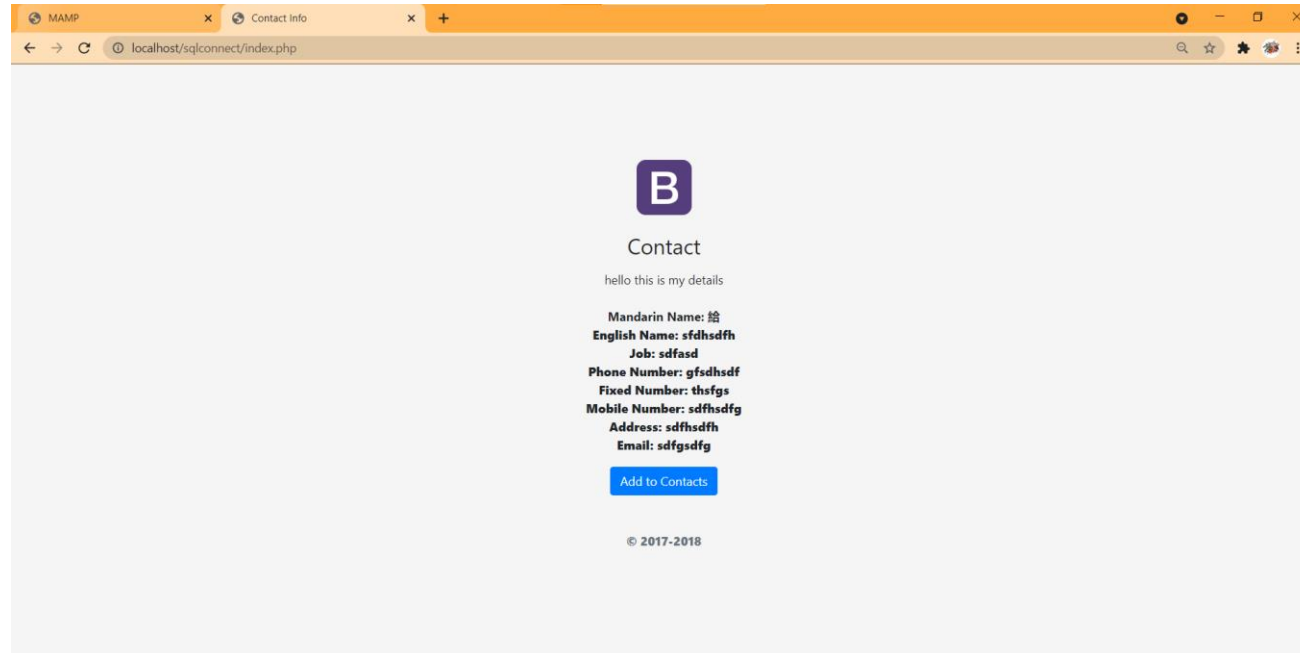 MAMP
Contact Info
localhost/sqlconnect/index.php
B
Contact
hello this is my details
Mandarin Name: 給
English Name: sfdhsdfh
Job: sdfasd
Phone Number: gfsdhsdf
Fixed Number: thsfgs
Mobile Number: sdfhsdfg
Address: sdfhsdfh
Email: sdfgsdfg
Add to Contacts
© 2017-2018